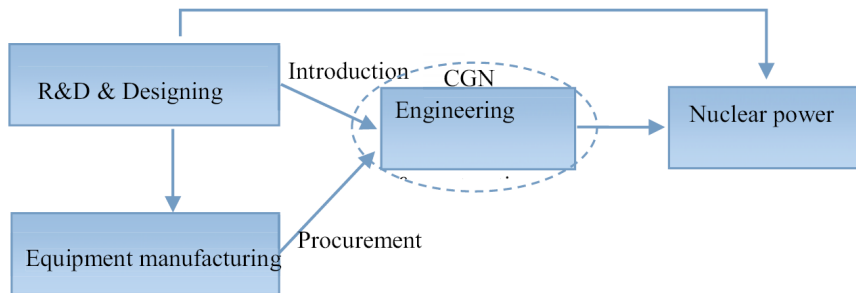 R&D & Designing
Introduction
CGN
Engineering
Nuclear power
Equipment manufacturing
Procurement